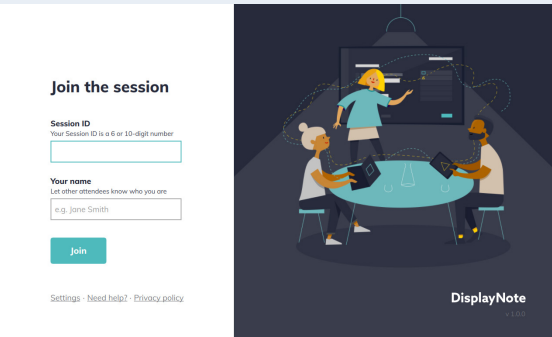 Join the session
Session ID
Your Session ID is a 6 or 10-digit number
Your name
Let other attendees know who you are
e.g. Jane Smith
Join
Settings · Need help? · Privacy policy
DisplayNote
v 1.0.0